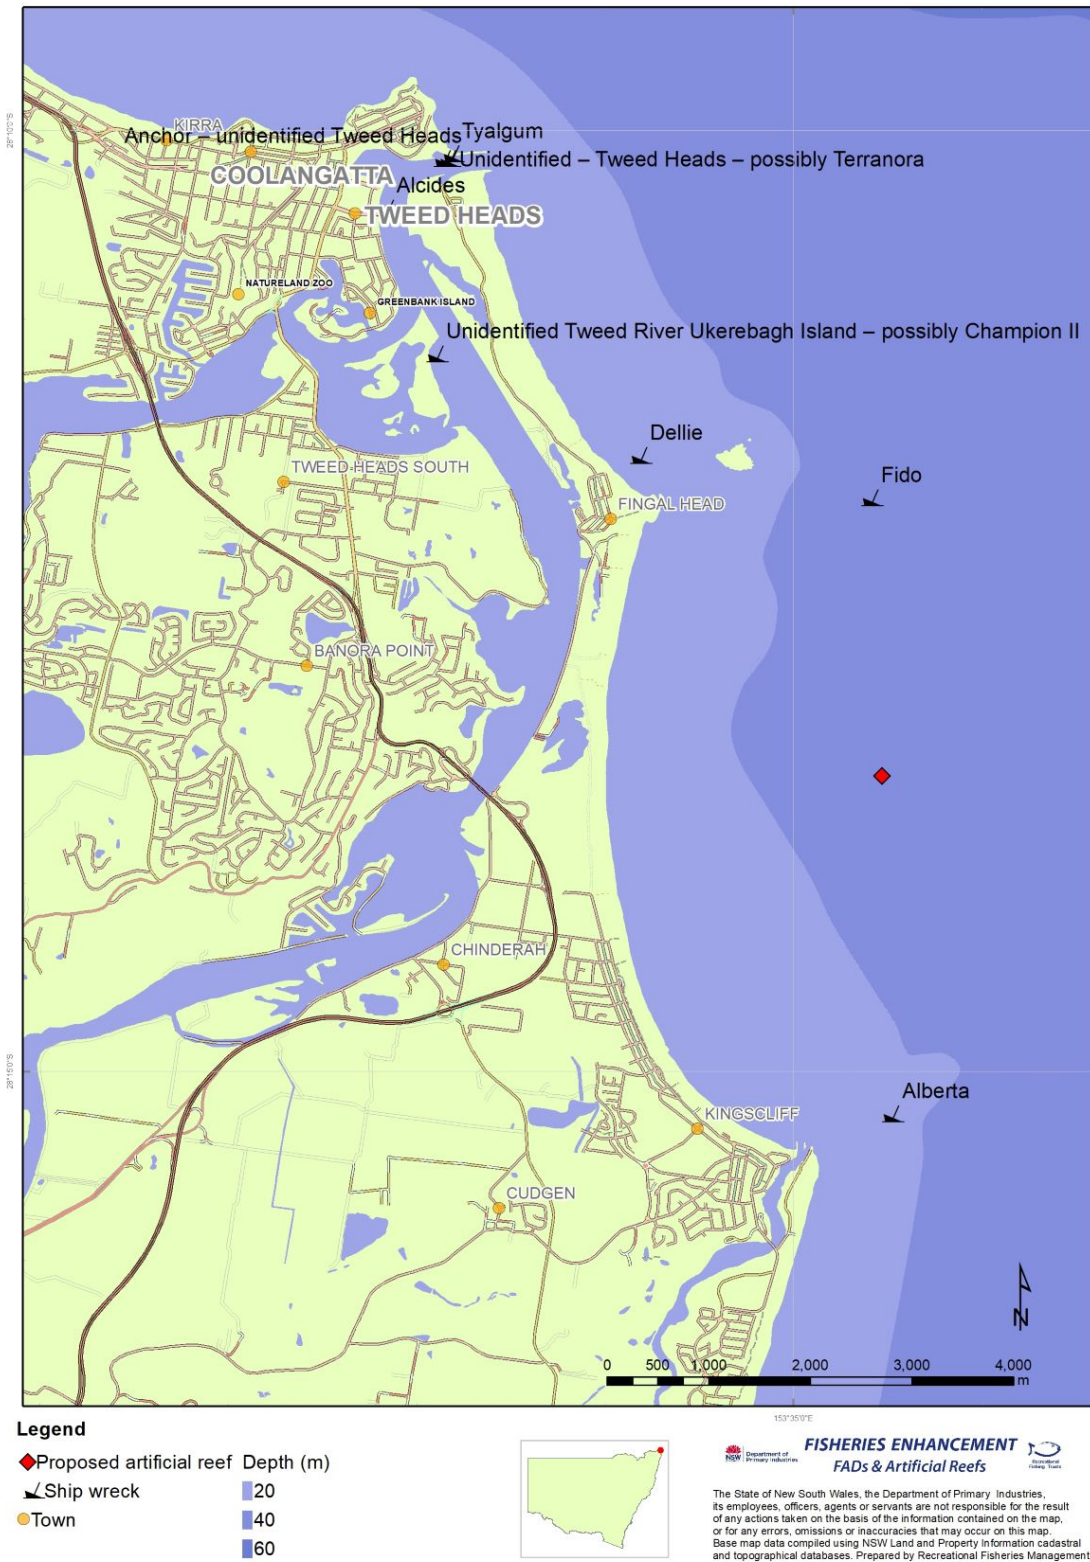 28°10'0"S
KIRRA
Anchor – unidentified Tweed Heads
Tyalgum
Unidentified – Tweed Heads – possibly Terranora
COOLANGATTA
Alcides
TWEED HEADS
NATURELAND ZOO
GREENBANK ISLAND
Unidentified Tweed River Ukerebagh Island – possibly Champion II
Dellie
TWEED HEADS SOUTH
Fido
FINGAL HEAD
BANORA POINT
CHINDERAH
28°15'0"S
Alberta
KINGSCLIFF
CUDGEN
N
0 500 1,000 2,000 3,000 4,000
m
153°35'0"E
Legend
Proposed artificial reef
Ship wreck
Town
Depth (m)
20
40
60
NSW
Department of
Primary Industries
FISHERIES ENHANCEMENT
FADs & Artificial Reefs
Recreational
Fishing Trusts
The State of New South Wales, the Department of Primary Industries,
its employees, officers, agents or servants are not responsible for the result
of any actions taken on the basis of the information contained on the map,
or for any errors, omissions or inaccuracies that may occur on this map.
Base map data compiled using NSW Land and Property Information cadastral
and topographical databases. Prepared by Recreational Fisheries Management